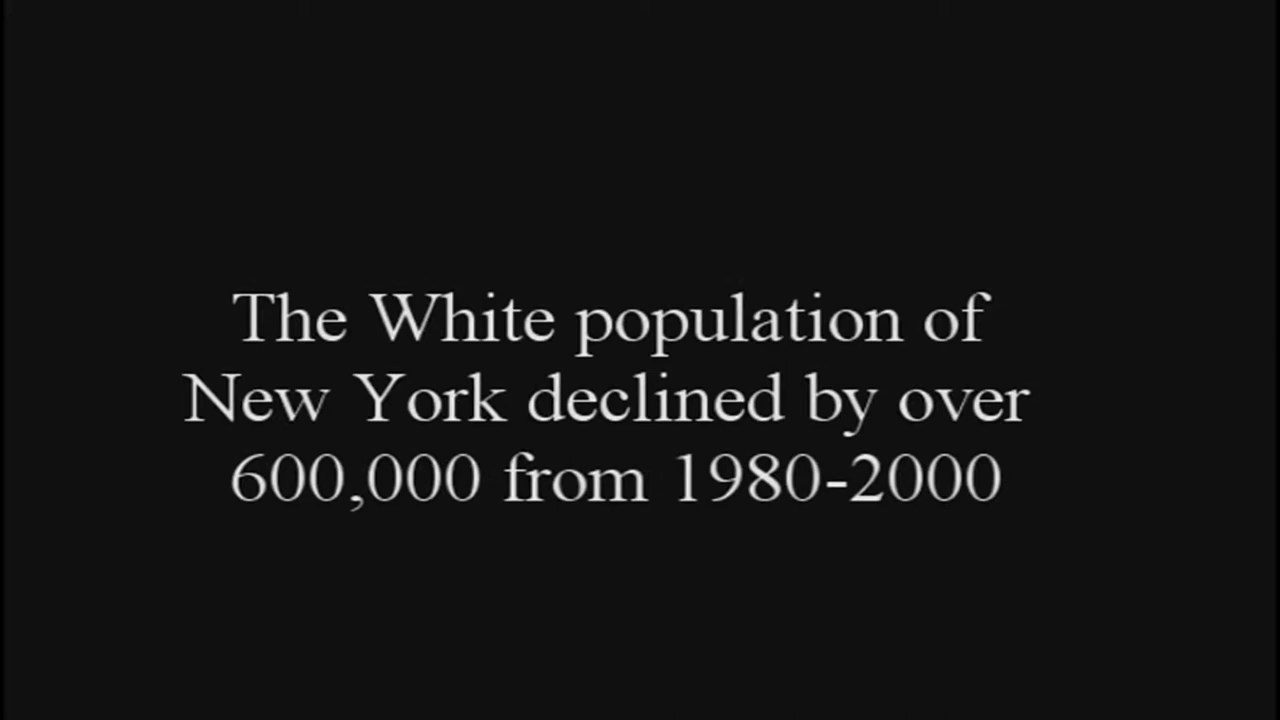 The White population of
New York declined by over
600,000 from 1980-2000